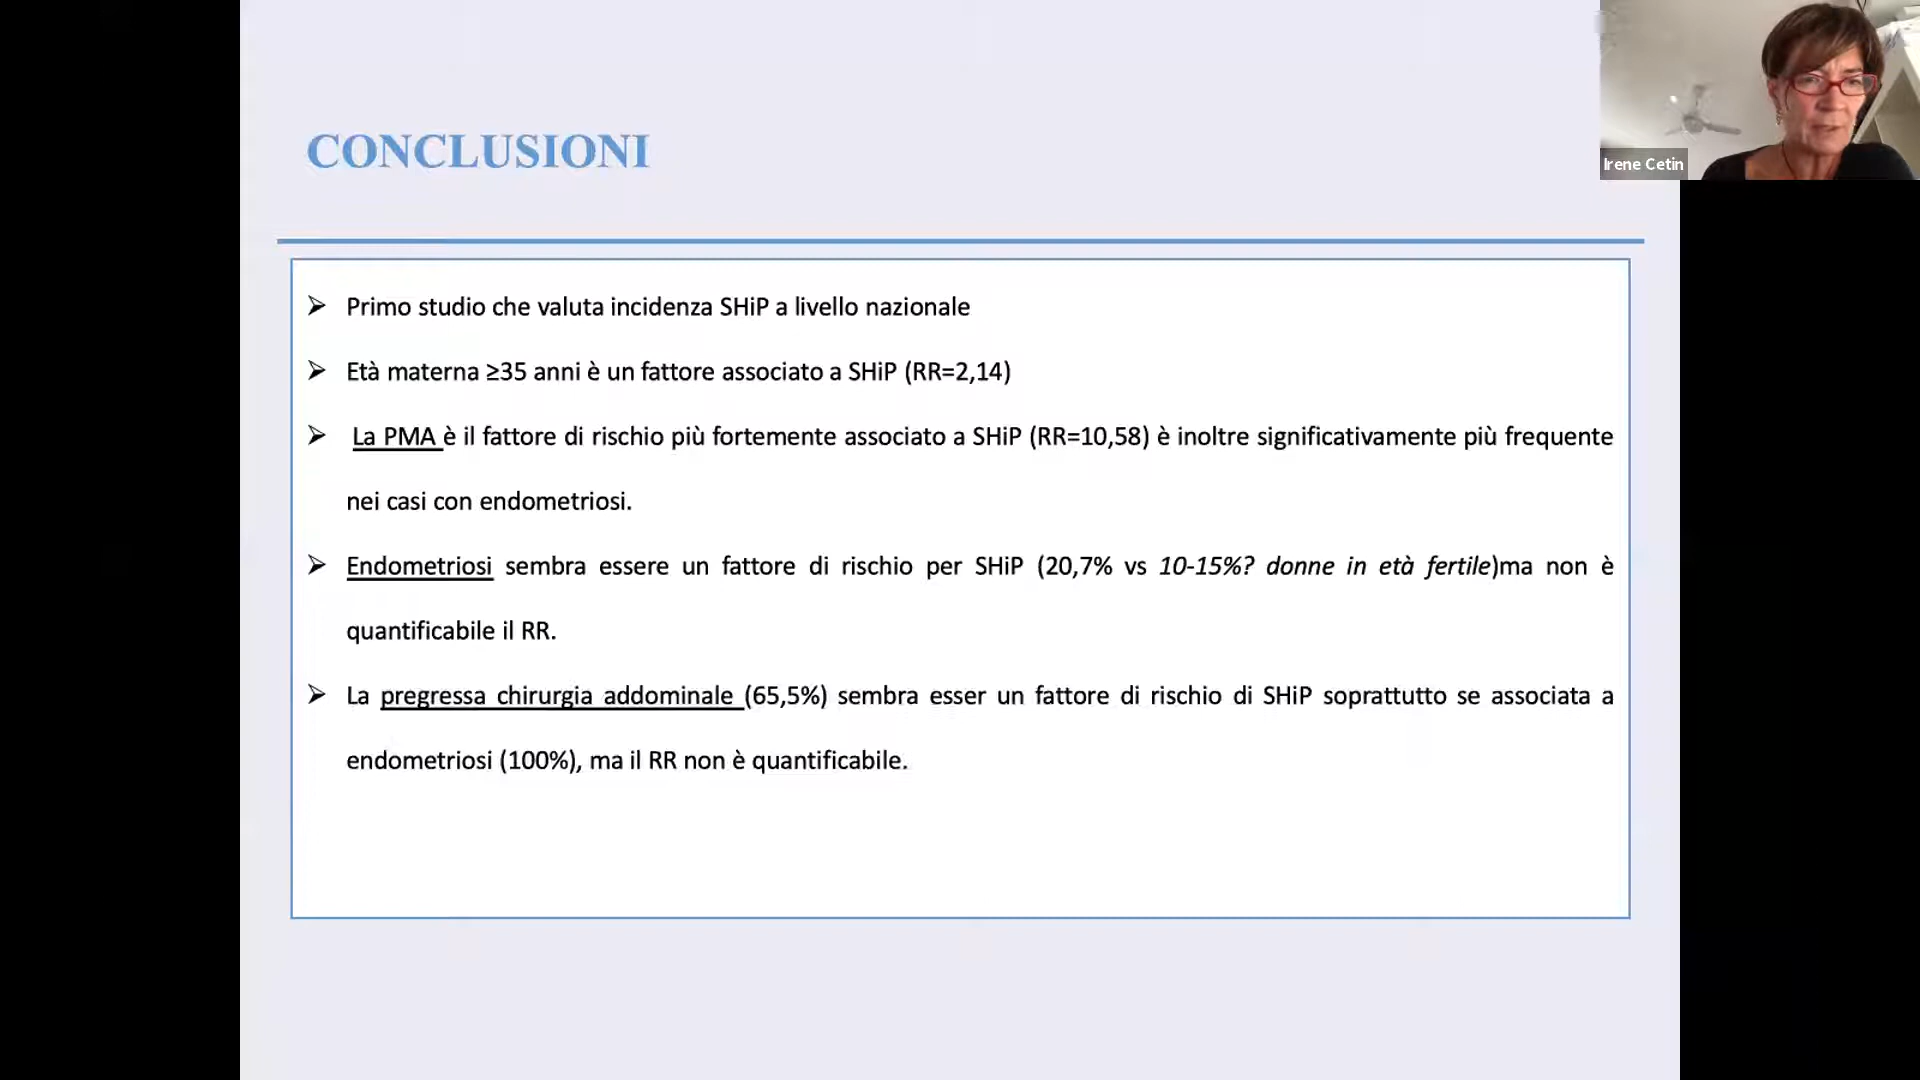 CONCLUSIONI
Irene Cetin
➢ Primo studio che valuta incidenza SHiP a livello nazionale
➢ Età materna ≥35 anni è un fattore associato a SHiP (RR=2,14)
➢ La PMA è il fattore di rischio più fortemente associato a SHiP (RR=10,58) è inoltre significativamente più frequente
nei casi con endometriosi.
➢ Endometriosi sembra essere un fattore di rischio per SHiP (20,7% vs 10-15%? donne in età fertile)ma non è
quantificabile il RR.
➢ La pregressa chirurgia addominale (65,5%) sembra esser un fattore di rischio di SHiP soprattutto se associata a
endometriosi (100%), ma il RR non è quantificabile.